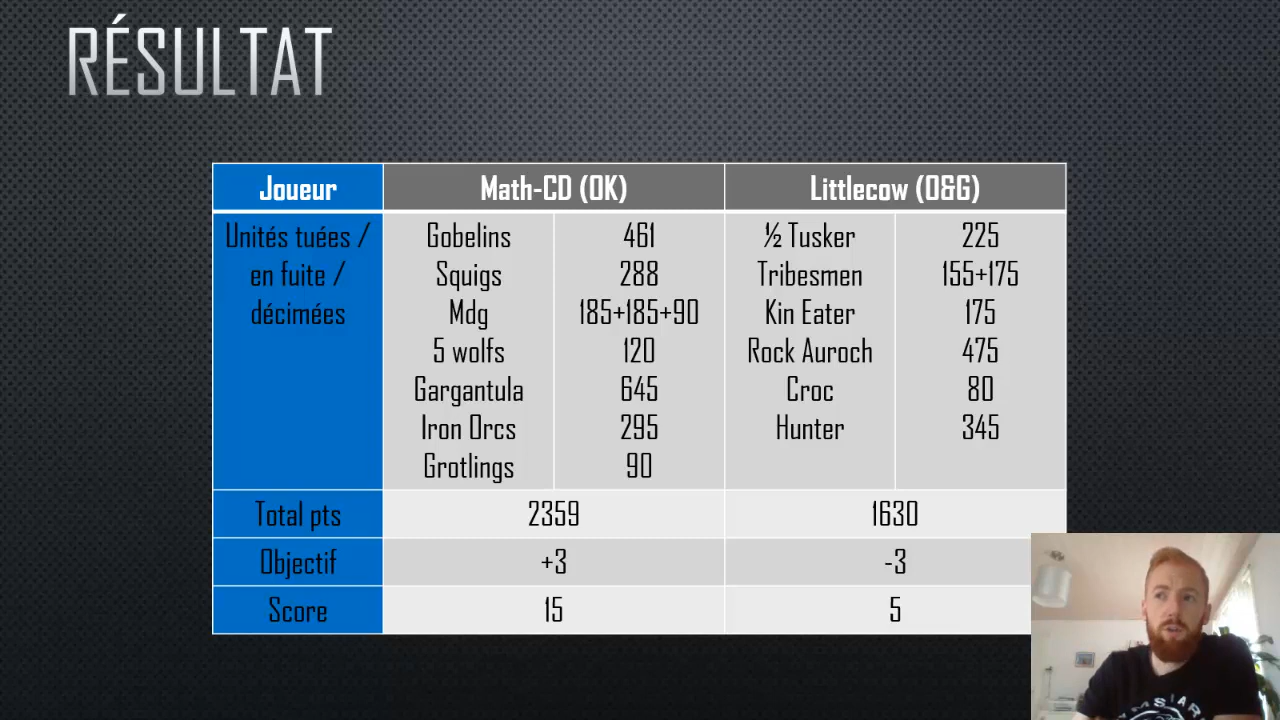 RÉSULTAT
Joueur Math-CD (OK) Littlecow (O&G)
Unités tuées / Gobelins 461 ½ Tusker 225
en fuite / Squigs 288 Tribesmen 155+175
décimées Mdg 185+185+90 Kin Eater 175
5 wolfs 120 Rock Auroch 475
Gargantula 645 Croc 80
Iron Orcs 295 Hunter 345
Grotlings 90
Total pts 2359 1630
Objectif +3 -3
Score 15 5